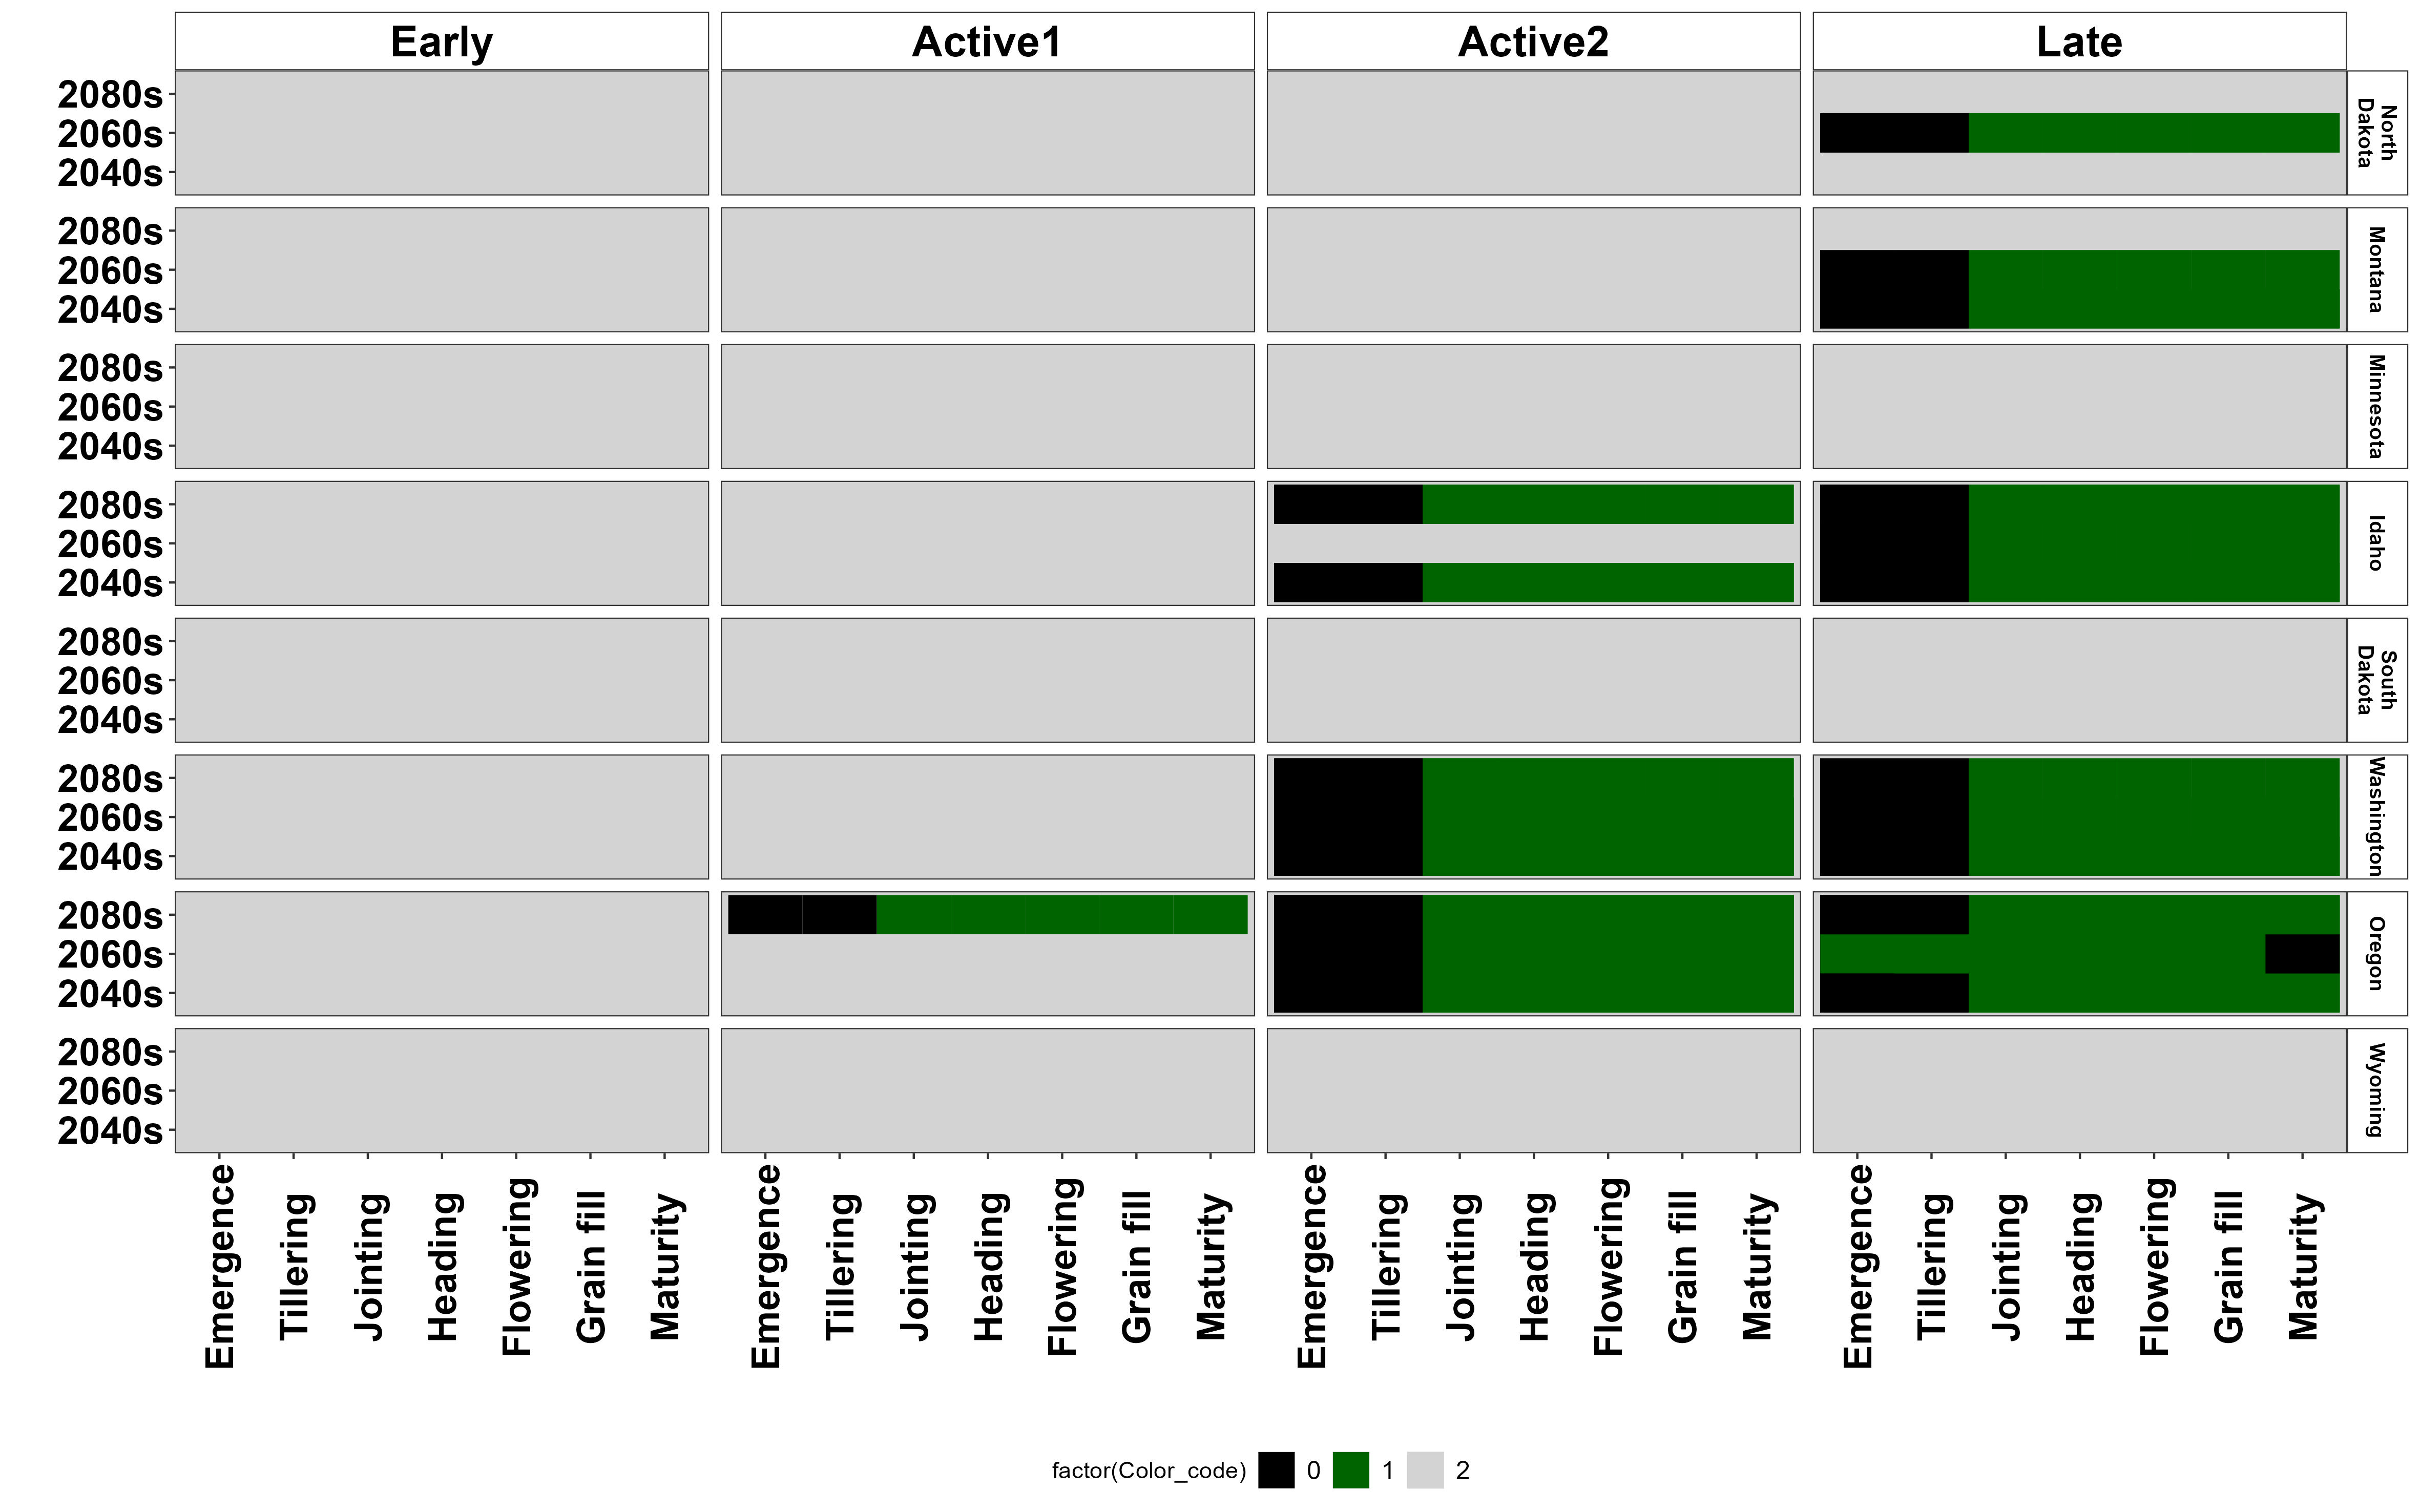 Early Active1 Active2 Late
2080s
2060s
2040s
North
Dakota
2080s
2060s
2040s
Montana
2080s
2060s
2040s
Minnesota
2080s
2060s
2040s
Idaho
2080s
2060s
2040s
South
Dakota
2080s
2060s
2040s
Washington
2080s
2060s
2040s
Oregon
2080s
2060s
2040s
Wyoming
Emergence Tillering Jointing Heading Flowering Grain fill Maturity Emergence Tillering Jointing Heading Flowering Grain fill Maturity Emergence Tillering Jointing Heading Flowering Grain fill Maturity Emergence Tillering Jointing Heading Flowering Grain fill Maturity
factor(Color_code) 0 1 2